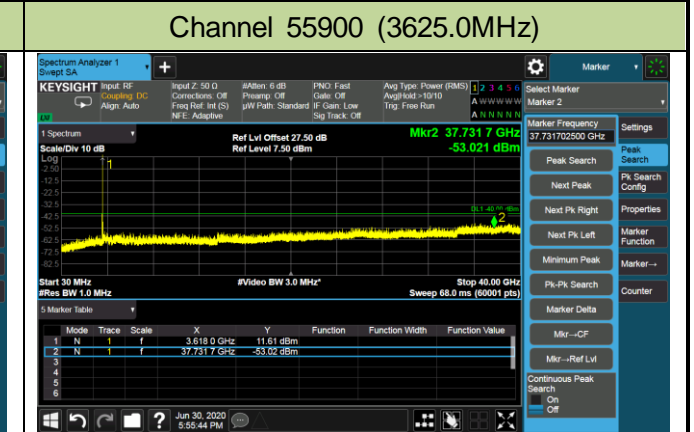 Channel 55900 (3625.0MHz)
Spectrum Analyzer 1
Swept SA
Marker
KEYSIGHT
Input: RF
Coupling: DC
Align: Auto
Input Z: 50 Ω
Corrections: Off
Freq Ref: Int (S)
NFE: Adaptive
#Atten: 6 dB
Preamp: Off
µW Path: Standard
PNO: Fast
Gate: Off
IF Gain: Low
Sig Track: Off
Avg Type: Power (RMS)
Avg|Hold:>10/10
Trig: Free Run
1 2 3 4 5 6
A W W W W W
A N N N N N
Select Marker
Marker 2
1 Spectrum
Scale/Div 10 dB
Ref Lvl Offset 27.50 dB
Ref Level 7.50 dBm
Mkr2 37.731 7 GHz
-53.021 dBm
Marker Frequency
37.731702500 GHz
Settings
Peak Search
Next Peak
Next Pk Right
Next Pk Left
Minimum Peak
Pk-Pk Search
Marker Delta
Mkr→CF
Mkr→Ref Lvl
Continuous Peak
Search
On
Off
Peak
Search
Pk Search
Config
Properties
Marker
Function
Marker→
Counter
Log
-2.50
-12.5
-22.5
-32.5
-42.5
-52.5
-62.5
-72.5
-82.5
1
2
Start 30 MHz
#Res BW 1.0 MHz
#Video BW 3.0 MHz*
Stop 40.00 GHz
Sweep 68.0 ms (60001 pts)
5 Marker Table
Mode Trace Scale X Y Function Function Width Function Value
1 N 1 f 3.618 0 GHz 11.61 dBm
2 N 1 f 37.731 7 GHz -53.02 dBm
3
4
5
6
Jun 30, 2020
5:55:44 PM